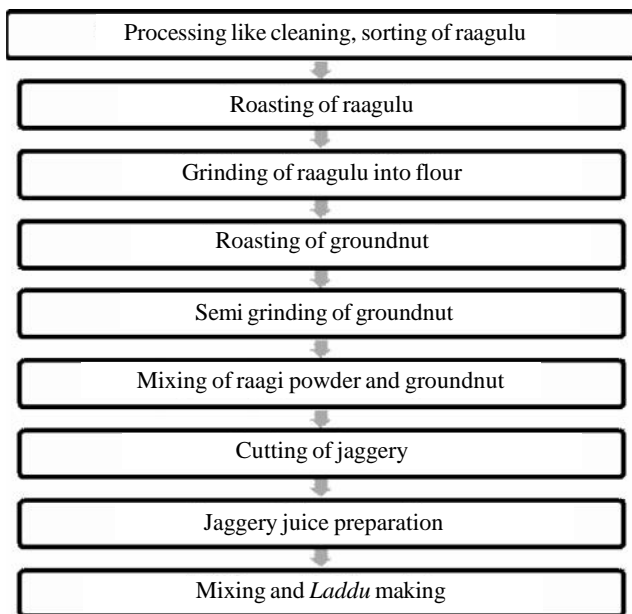 Processing like cleaning, sorting of raagulu
Roasting of raagulu
Grinding of raagulu into flour
Roasting of groundnut
Semi grinding of groundnut
Mixing of raagi powder and groundnut
Cutting of jaggery
Jaggery juice preparation
Mixing and Laddu making